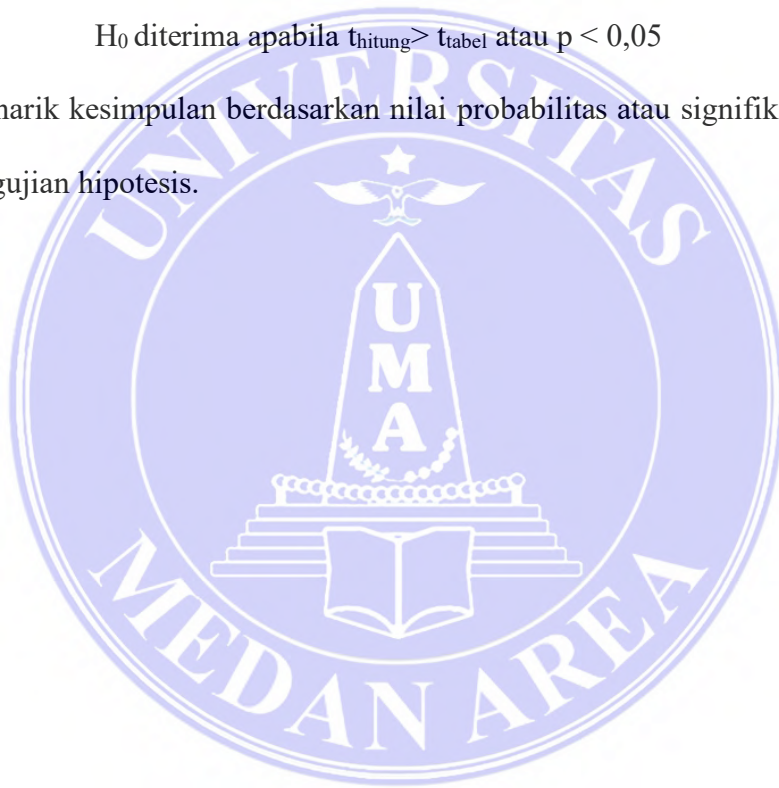 H₀ diterima apabila tₕᵢₜᵤₙg> tₜₐbₑₗ atau p < 0,05
narik kesimpulan berdasarkan nilai probabilitas atau signifik
gujian hipotesis.
UNIVERSITAS
UMA
MEDAN AREA